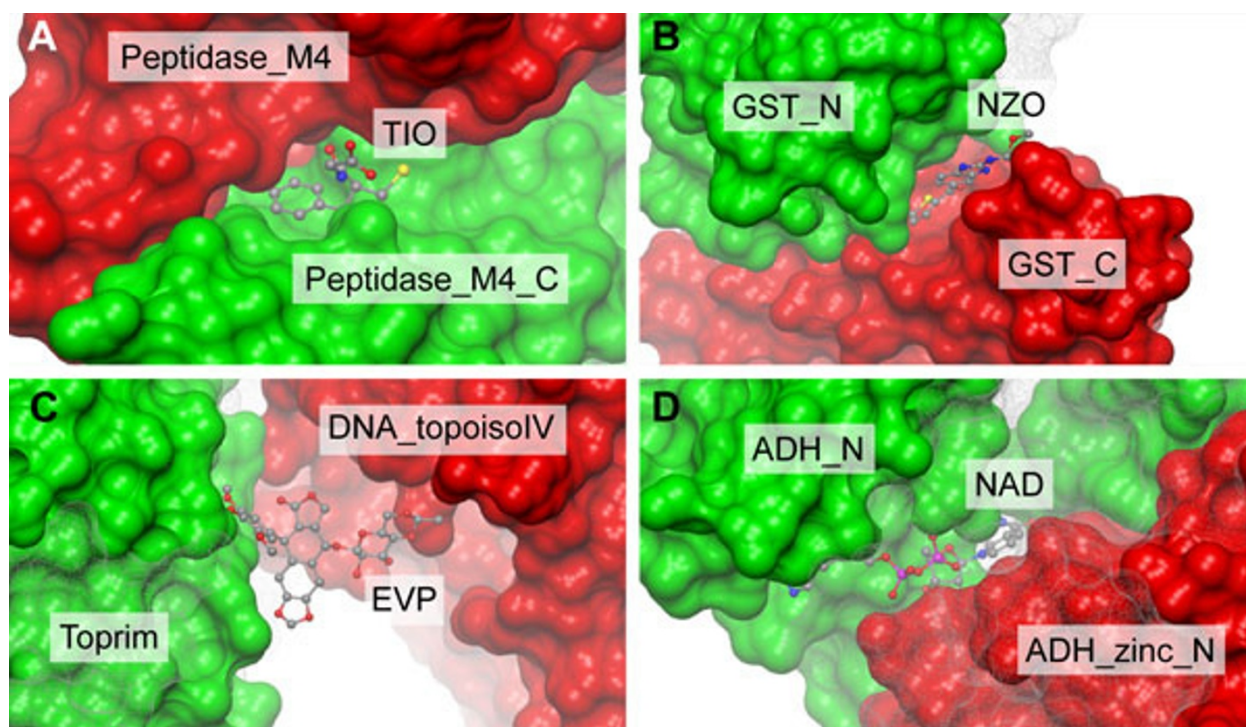 A
Peptidase_M4
TIO
Peptidase_M4_C
B
GST_N
NZO
GST_C
C
DNA_topoisoIV
EVP
Toprim
D
ADH_N
NAD
ADH_zinc_N